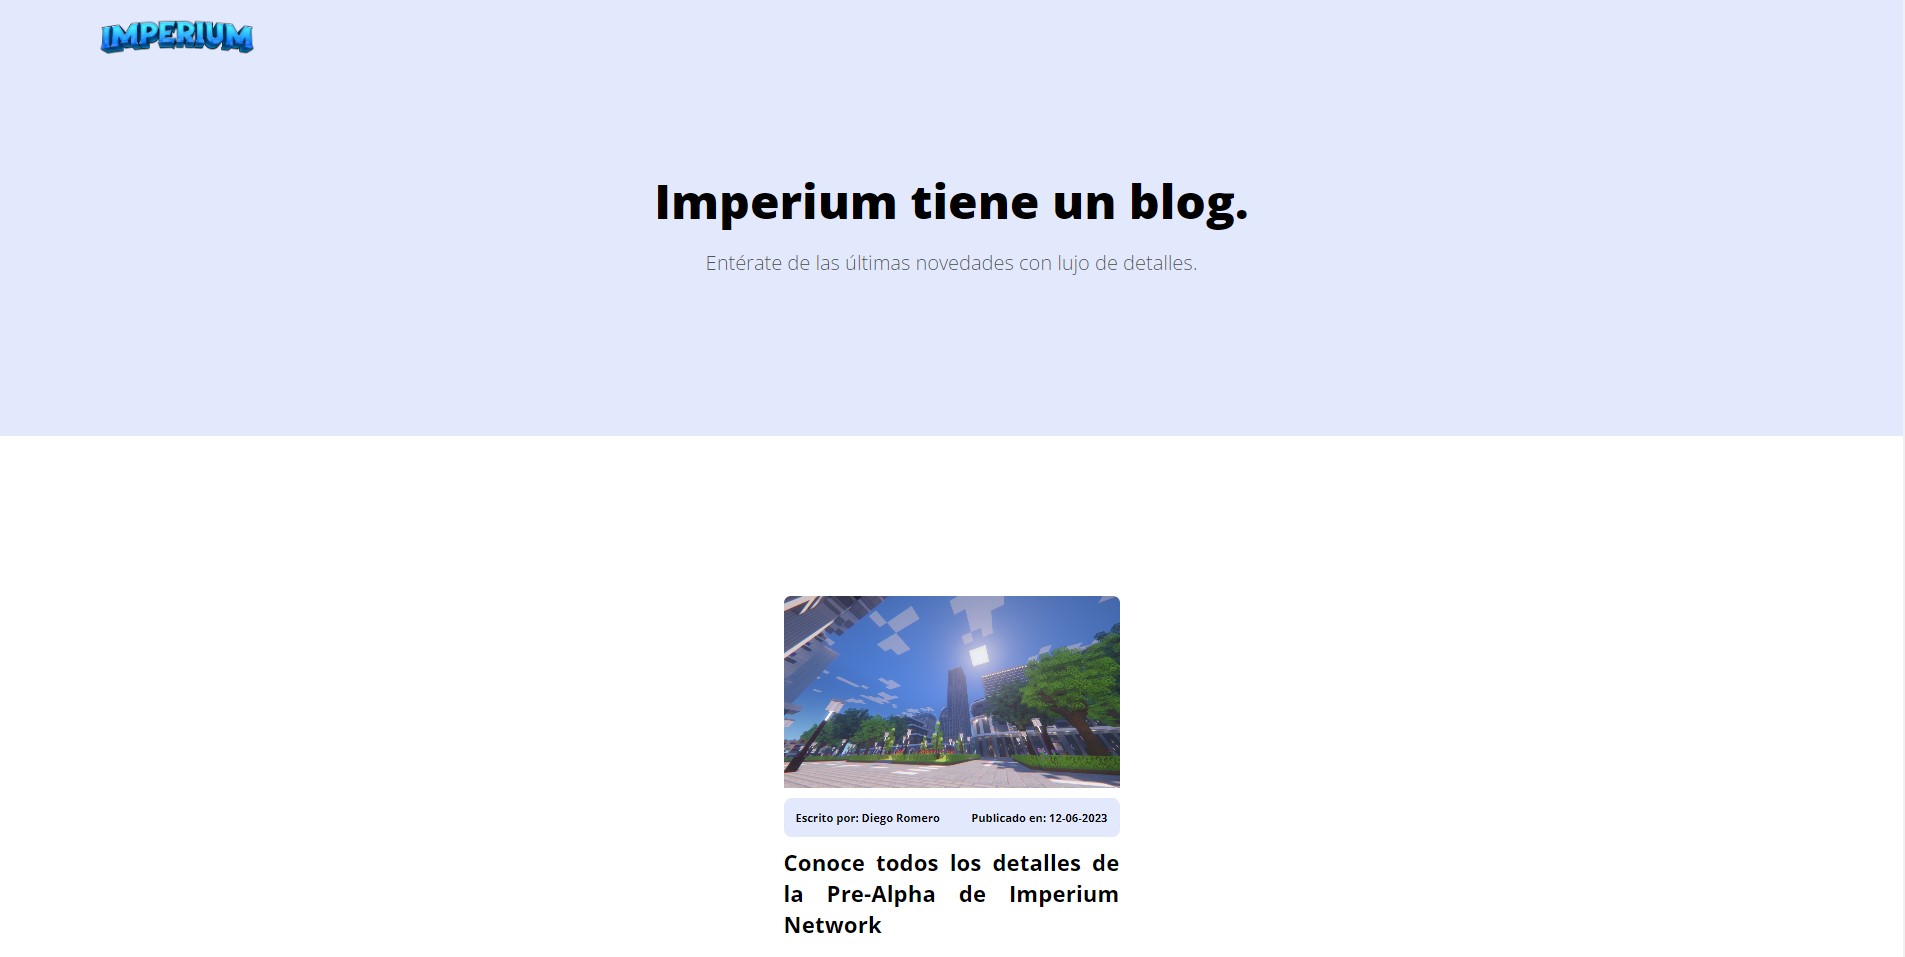 IMPERIUM
Imperium tiene un blog.
Entérate de las últimas novedades con lujo de detalles.
Escrito por: Diego Romero
Publicado en: 12-06-2023
Conoce todos los detalles de
la Pre-Alpha de Imperium
Network